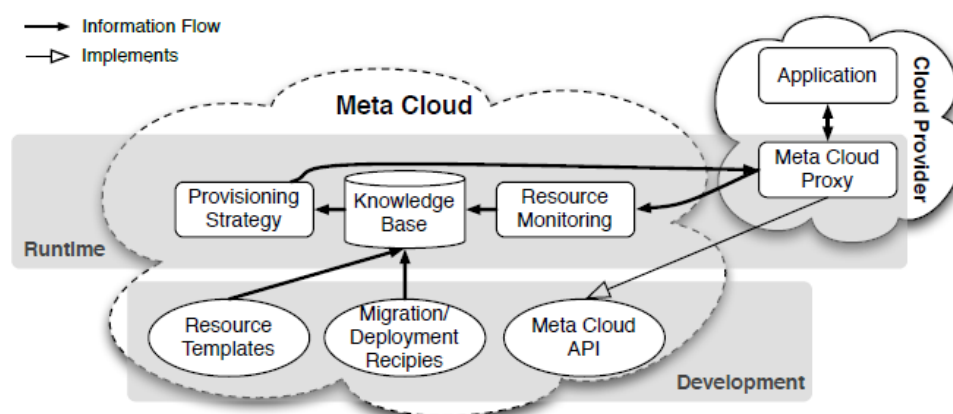 Information Flow
Implements
Meta Cloud
Cloud Provider
Application
Meta Cloud
Proxy
Provisioning
Strategy
Knowledge
Base
Resource
Monitoring
Runtime
Resource
Templates
Migration/
Deployment
Recipies
Meta Cloud
API
Development